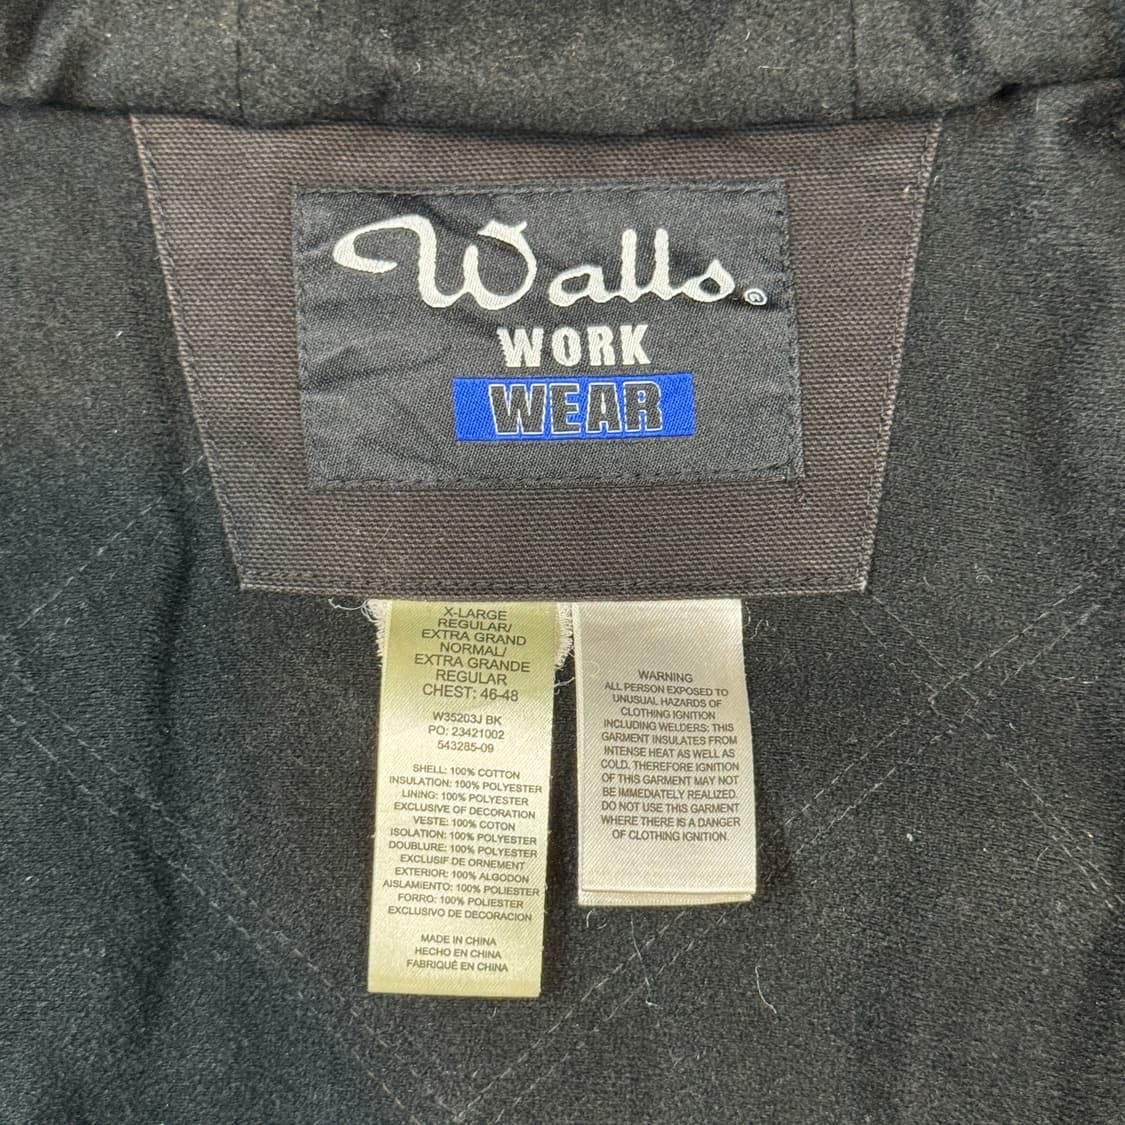 Walls®
WORK
WEAR
X-LARGE
REGULAR/
EXTRA GRAND
NORMAL/
EXTRA GRANDE
REGULAR
CHEST: 46-48
W35203J BK
PO: 23421002
543285-09
SHELL: 100% COTTON
INSULATION: 100% POLYESTER
LINING: 100% POLYESTER
EXCLUSIVE OF DECORATION
VESTE: 100% COTON
ISOLATION: 100% POLYESTER
DOUBLURE: 100% POLYESTER
EXCLUSIF DE ORNEMENT
EXTERIOR: 100% ALGODON
AISLAMIENTO: 100% POLIESTER
FORRO: 100% POLIESTER
EXCLUSIVO DE DECORACION
MADE IN CHINA
HECHO EN CHINA
FABRIQUÉ EN CHINA
WARNING
ALL PERSON EXPOSED TO
UNUSUAL HAZARDS OF
CLOTHING IGNITION
INCLUDING WELDERS: THIS
GARMENT INSULATES FROM
INTENSE HEAT AS WELL AS
COLD. THEREFORE IGNITION
OF THIS GARMENT MAY NOT
BE IMMEDIATELY REALIZED.
DO NOT USE THIS GARMENT
WHERE THERE IS A DANGER
OF CLOTHING IGNITION.